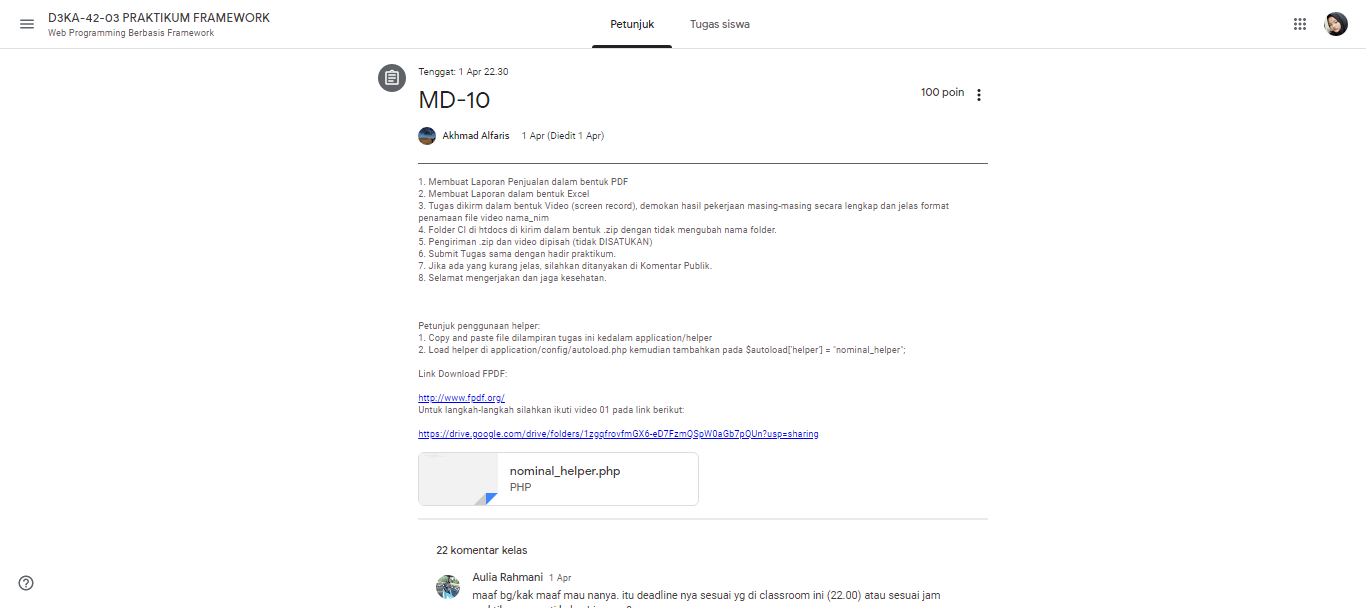 D3KA-42-03 PRAKTIKUM FRAMEWORK
Web Programming Berbasis Framework
Petunjuk
Tugas siswa
Tenggat: 1 Apr 22.30
MD-10
100 poin
Akhmad Alfaris 1 Apr (Diedit 1 Apr)
1. Membuat Laporan Penjualan dalam bentuk PDF
2. Membuat Laporan dalam bentuk Excel
3. Tugas dikirm dalam bentuk Video (screen record), demokan hasil pekerjaan masing-masing secara lengkap dan jelas format
penamaan file video nama_nim
4. Folder CI di htdocs di kirim dalam bentuk .zip dengan tidak mengubah nama folder.
5. Pengiriman .zip dan video dipisah (tidak DISATUKAN)
6. Submit Tugas sama dengan hadir praktikum.
7. Jika ada yang kurang jelas, silahkan ditanyakan di Komentar Publik.
8. Selamat mengerjakan dan jaga kesehatan.
Petunjuk penggunaan helper:
1. Copy and paste file dilampiran tugas ini kedalam application/helper
2. Load helper di application/config/autoload.php kemudian tambahkan pada $autoload['helper'] = "nominal_helper";
Link Download FPDF:
http://www.fpdf.org/
Untuk langkah-langkah silahkan ikuti video 01 pada link berikut:
https://drive.google.com/drive/folders/1zgqfrovfmGX6-eD7FzmQSpW0aGb7pQUn?usp=sharing
nominal_helper.php
PHP
22 komentar kelas
Aulia Rahmani 1 Apr
maaf bg/kak maaf mau nanya. itu deadline nya sesuai yg di classroom ini (22.00) atau sesuai jam